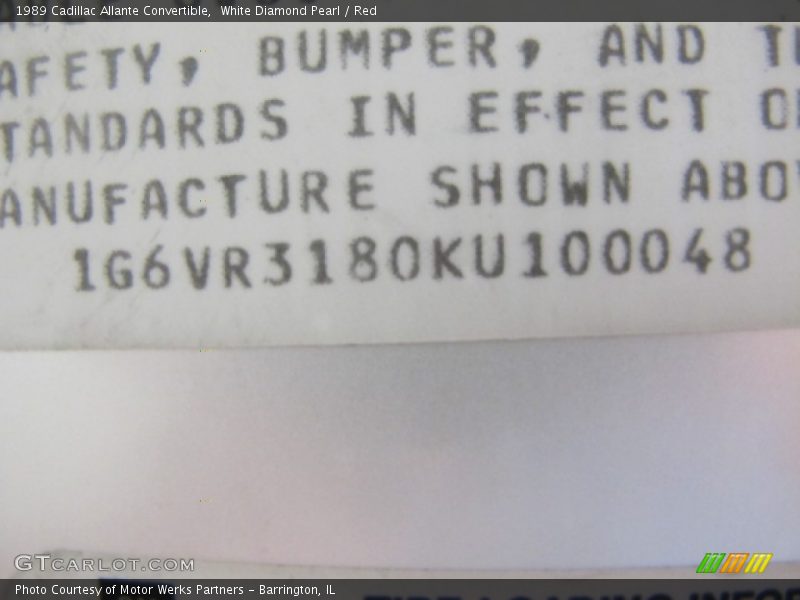 1989 Cadillac Allante Convertible, White Diamond Pearl / Red
AFETY, BUMPER, AND T
TANDARDS IN EFFECT O
ANUFACTURE SHOWN ABO
1G6VR3180KU100048
GTCARLOT.COM
Photo Courtesy of Motor Werks Partners - Barrington, IL